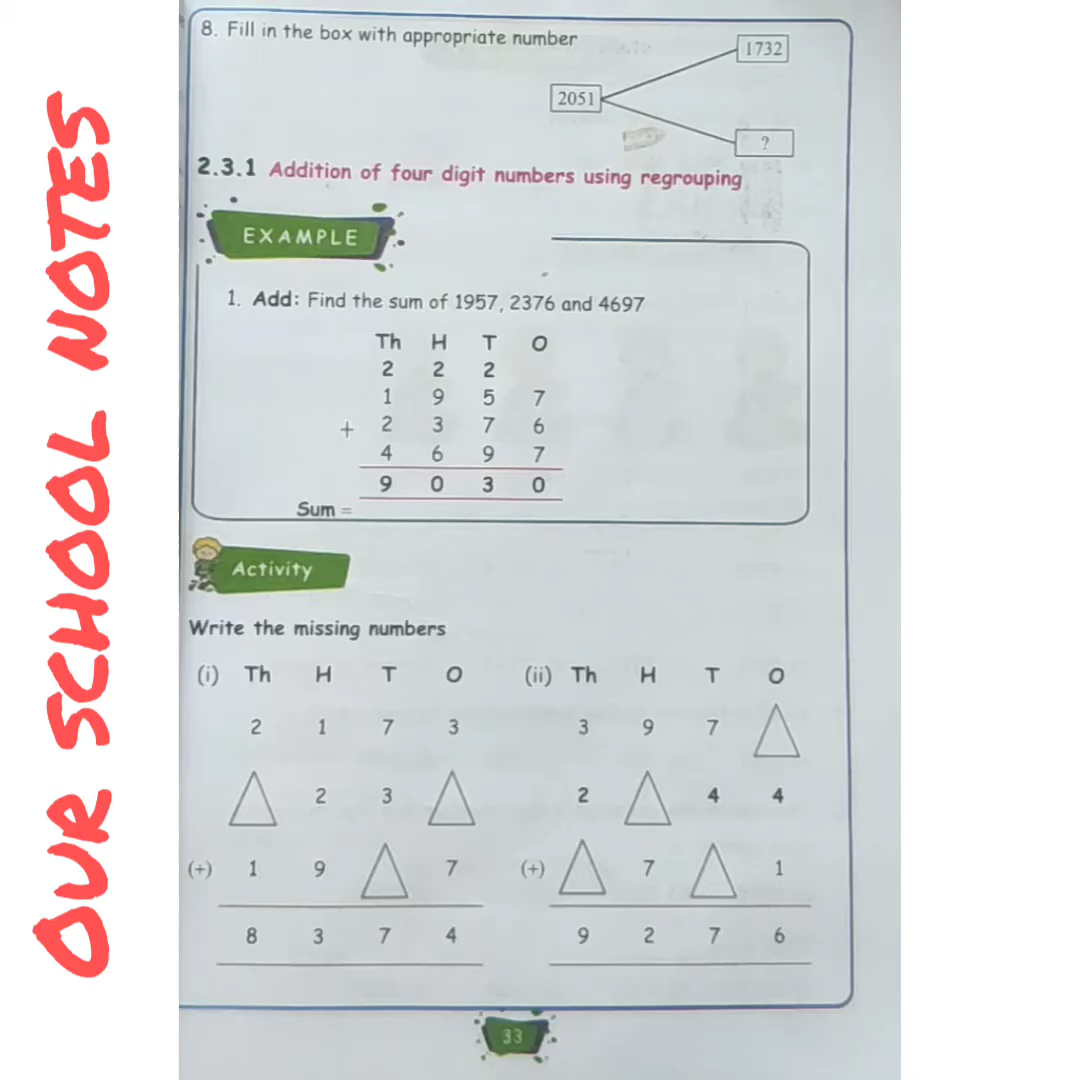 OUR SCHOOL NOTES
8. Fill in the box with appropriate number
1732
2051
?
2.3.1 Addition of four digit numbers using regrouping
EXAMPLE
1. Add: Find the sum of 1957, 2376 and 4697
Th H T O
2 2 2
1 9 5 7
+ 2 3 7 6
4 6 9 7
9 0 3 0
Sum =
Activity
Write the missing numbers
(i) Th H T O
2 1 7 3
2 3
(+) 1 9 7
8 3 7 4
(ii) Th H T O
3 9 7
2 4 4
(+) 7 1
9 2 7 6
33